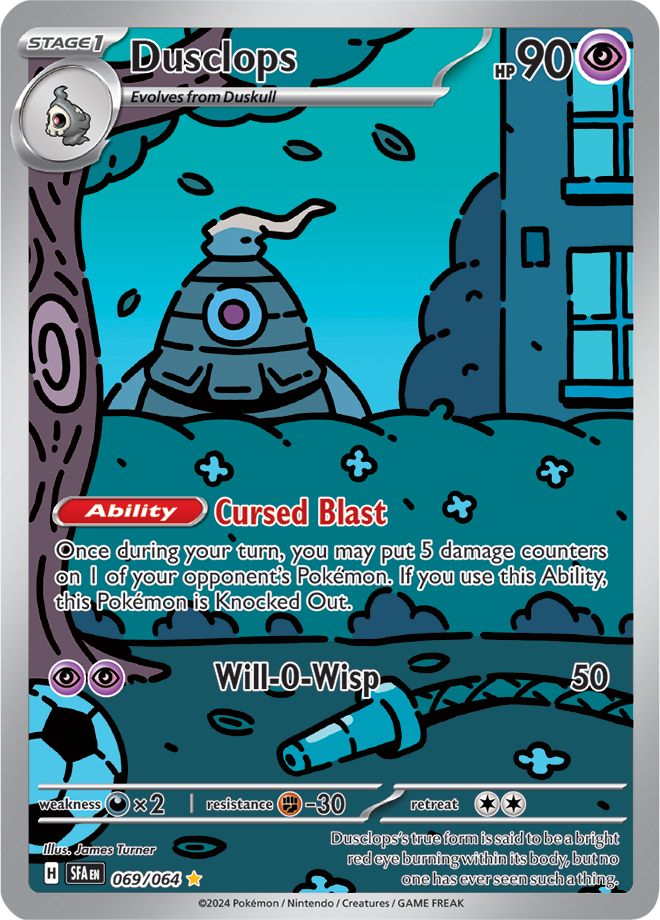 STAGE 1
Dusclops
HP 90
Evolves from Duskull
Ability Cursed Blast
Once during your turn, you may put 5 damage counters
on 1 of your opponent's Pokémon. If you use this Ability,
this Pokémon is Knocked Out.
Will-O-Wisp 50
weakness ×2 resistance -30 retreat
Illus. James Turner
Dusclops's true form is said to be a bright
red eye burning within its body, but no
one has ever seen such a thing.
H SFA EN 069/064
©2024 Pokémon / Nintendo / Creatures / GAME FREAK